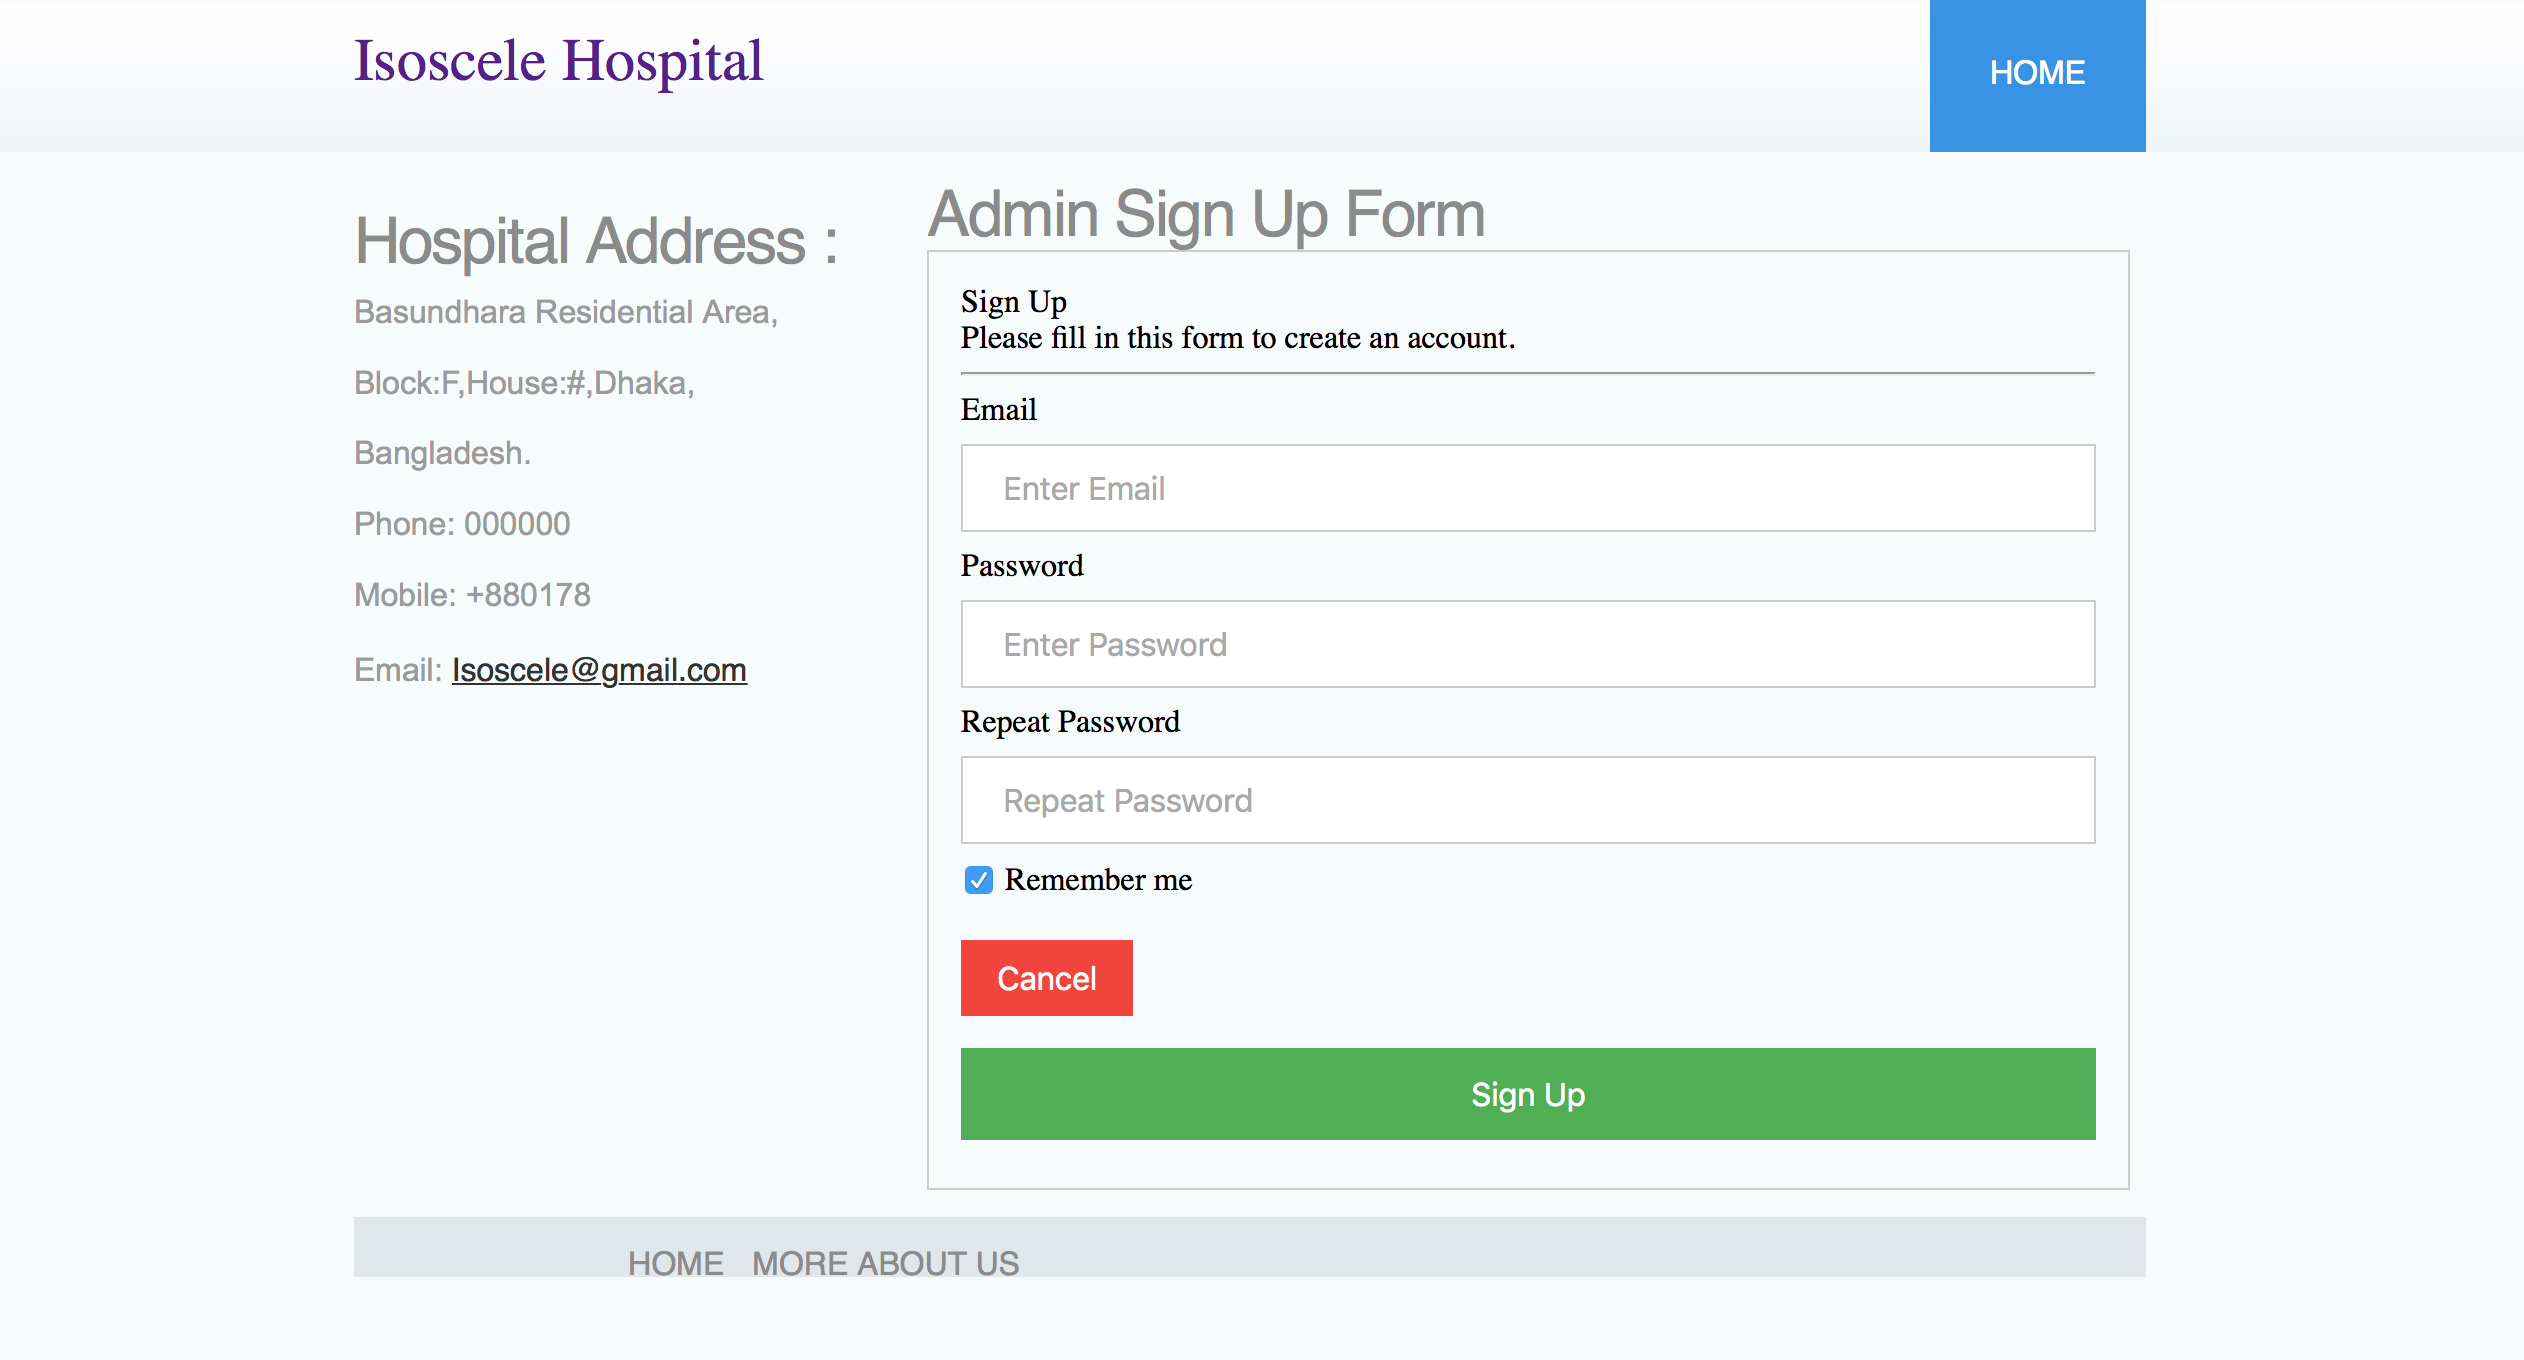 Isoscele Hospital
HOME
Hospital Address :
Basundhara Residential Area,
Block:F,House:#,Dhaka,
Bangladesh.
Phone: 000000
Mobile: +880178
Email: Isoscele@gmail.com
Admin Sign Up Form
Sign Up
Please fill in this form to create an account.
Email
Enter Email
Password
Enter Password
Repeat Password
Repeat Password
Remember me
Cancel
Sign Up
HOME MORE ABOUT US